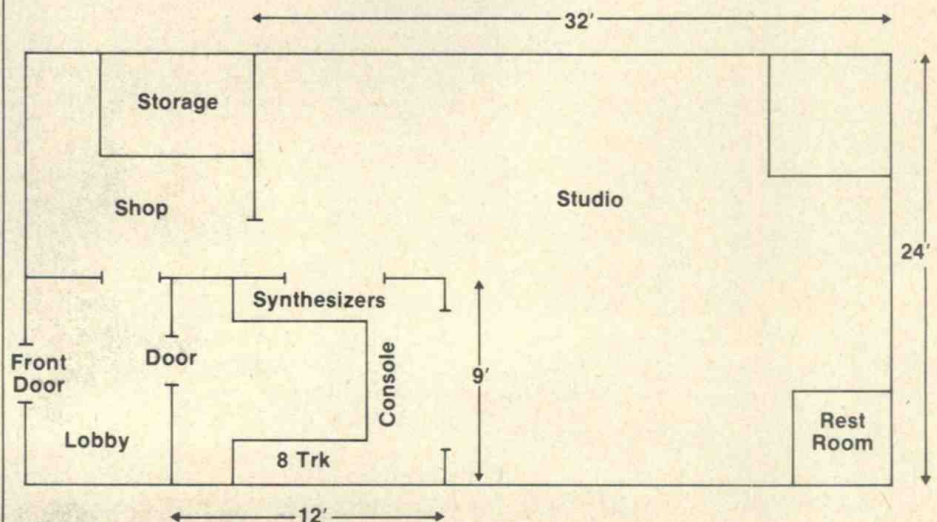 32′
Storage
Shop
Studio
24′
Synthesizers
Front
Door
Door
Console
9′
Lobby
8 Trk
Rest
Room
12′